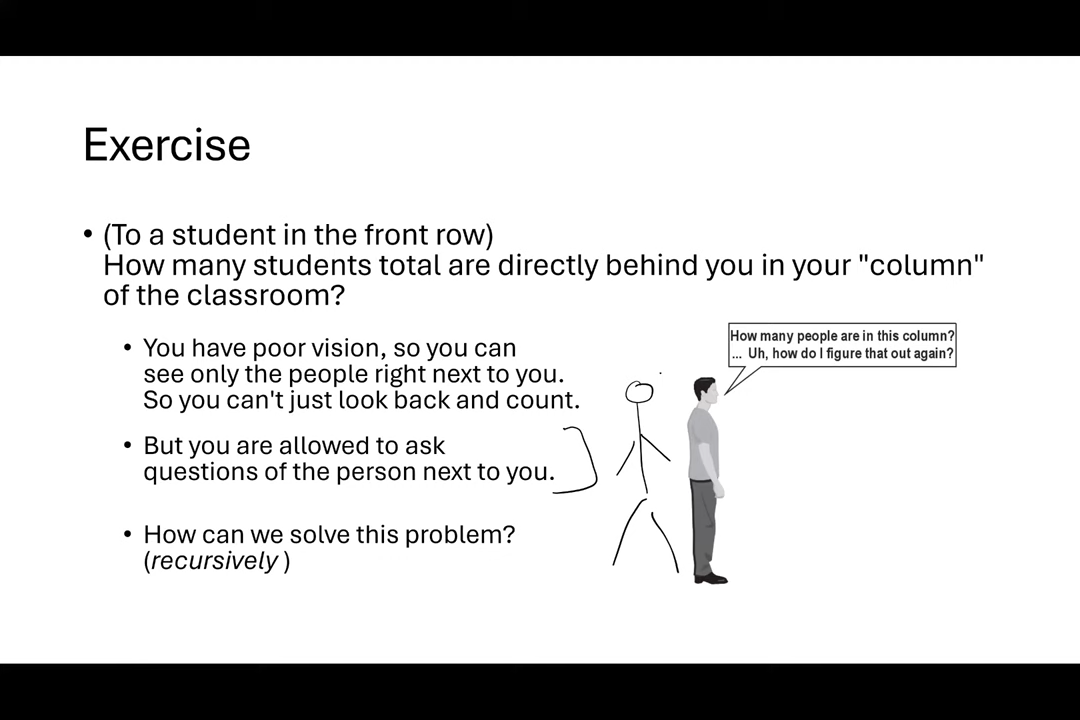 Exercise
• (To a student in the front row)
How many students total are directly behind you in your "column"
of the classroom?
• You have poor vision, so you can
see only the people right next to you.
So you can't just look back and count.
• But you are allowed to ask
questions of the person next to you.
• How can we solve this problem?
(recursively )
How many people are in this column?
... Uh, how do I figure that out again?